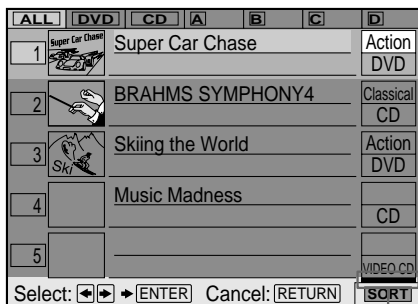 ALL DVD CD A B C D
1 Super Car Chase Super Car Chase Action
DVD
2 BRAHMS SYMPHONY4 Classical
CD
3 Ski Skiing the World Action
DVD
4 Music Madness
CD
5
VIDEO CD
Select: ENTER Cancel: RETURN SORT